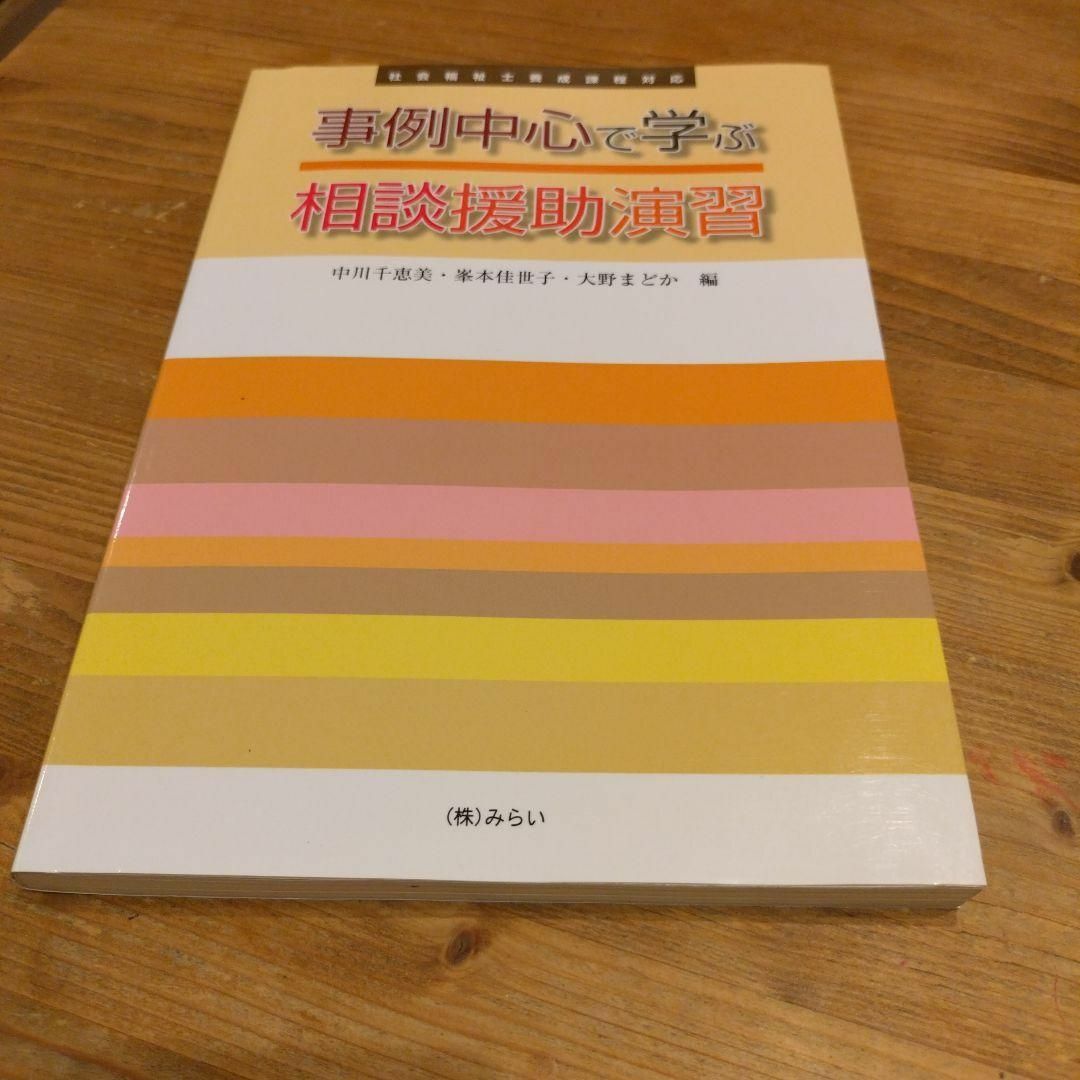 社会福祉士養成課程対応
事例中心で学ぶ
相談援助演習
中川千恵美・峯本佳世子・大野まどか 編
(株)みらい